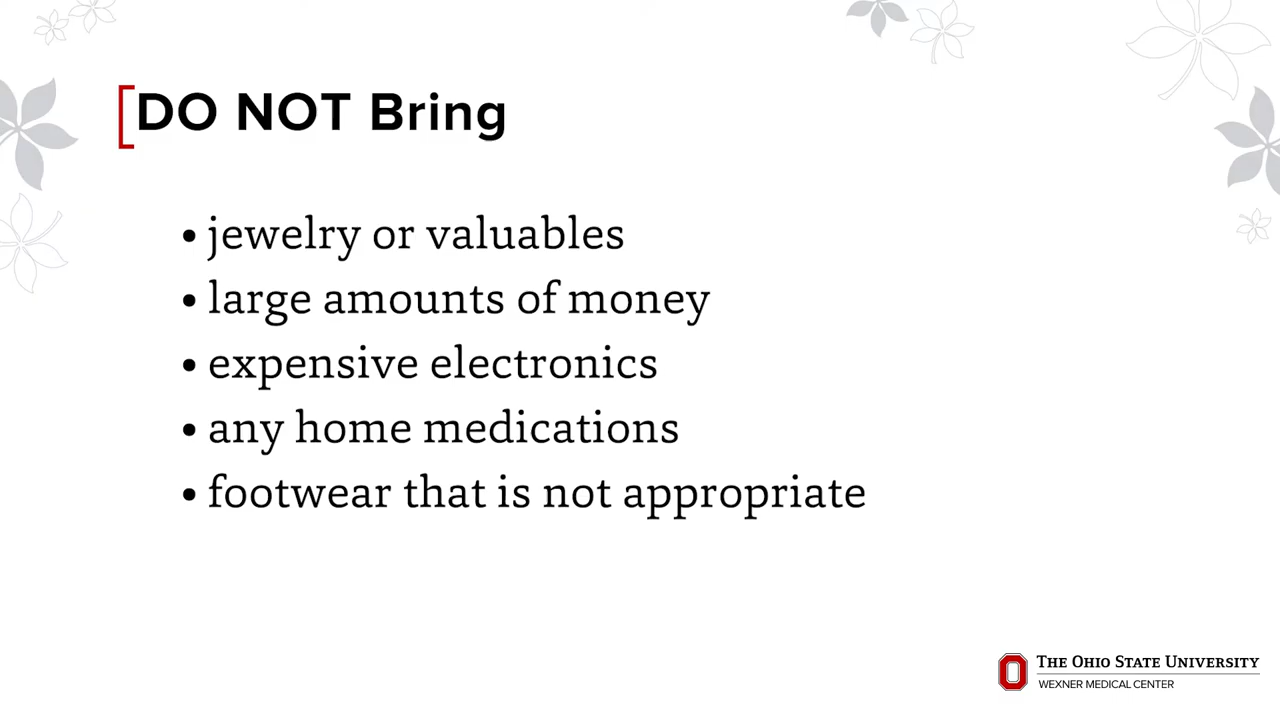 DO NOT Bring
• jewelry or valuables
• large amounts of money
• expensive electronics
• any home medications
• footwear that is not appropriate
THE OHIO STATE UNIVERSITY
WEXNER MEDICAL CENTER